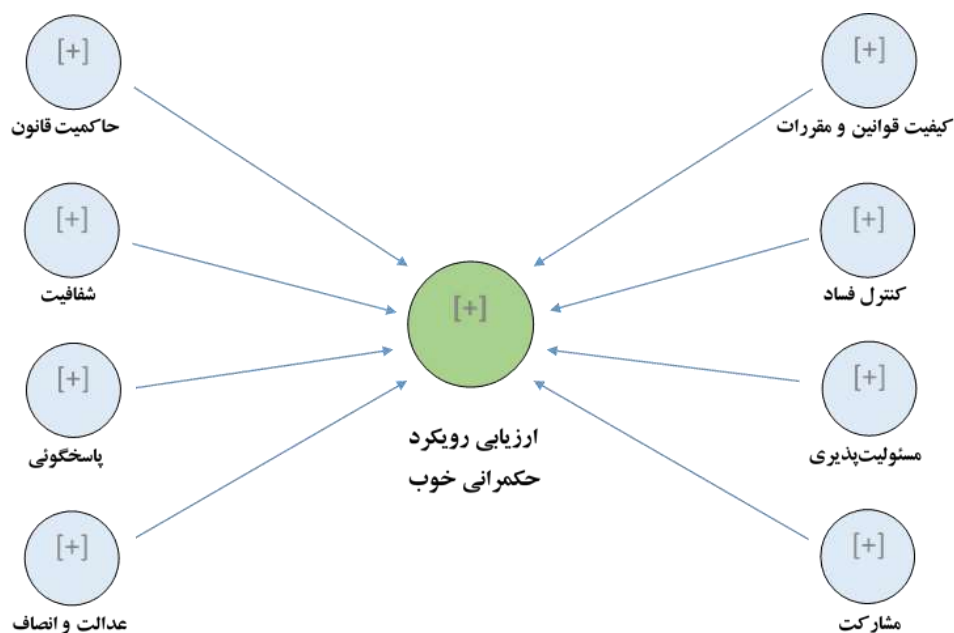 [+]
کیفیت قوانین و مقررات
[+]
حاکمیت قانون
[+]
کنترل فساد
[+]
شفافیت
[+]
ارزیابی رویکرد
حکمرانی خوب
[+]
مسئولیت‌پذیری
[+]
پاسخگوئی
[+]
مشارکت
[+]
عدالت و انصاف